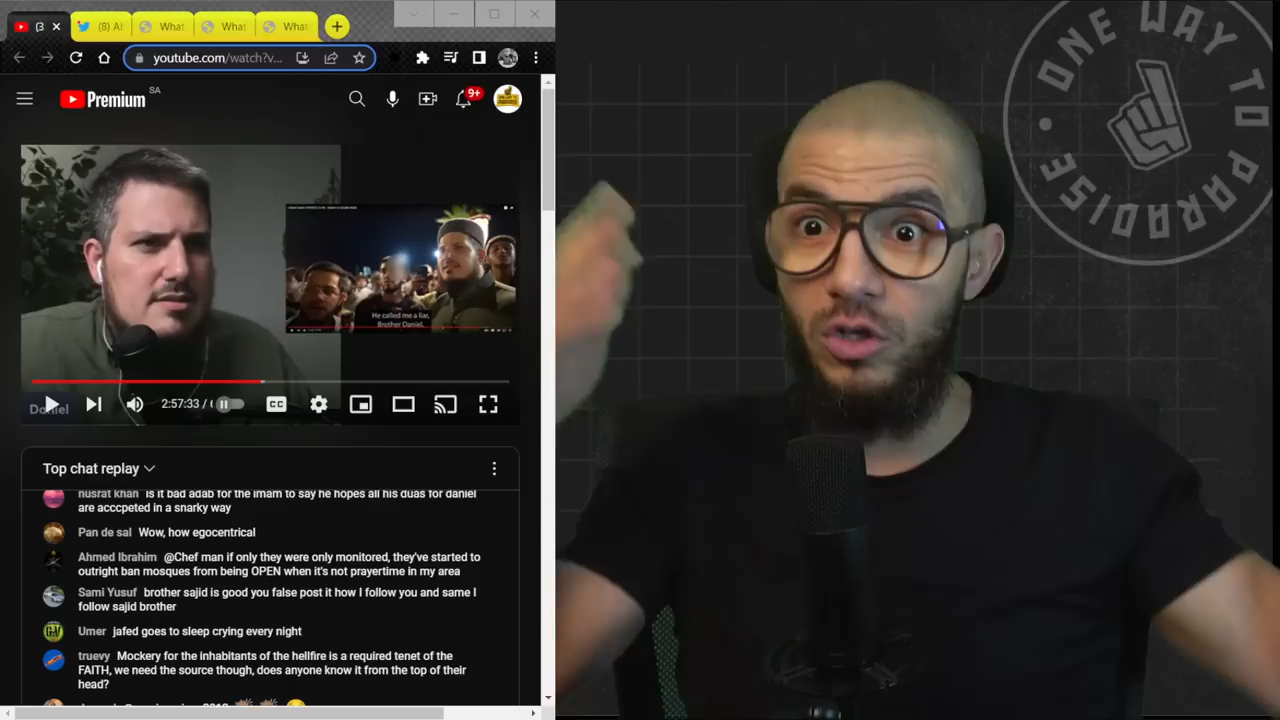 (3
(8) Al
What
What
What
youtube.com/watch?v...
Premium
SA
9+
He called me a liar,
Brother Daniel.
Daniel
2:57:33 / 6
CC
Top chat replay
nusrat khan is it bad adab for the imam to say he hopes all his duas for daniel
are acccpeted in a snarky way
Pan de sal Wow, how egocentrical
Ahmed Ibrahim @Chef man if only they were only monitored, they've started to
outright ban mosques from being OPEN when it's not prayertime in my area
Sami Yusuf brother sajid is good you false post it how I follow you and same I
follow sajid brother
Umer jafed goes to sleep crying every night
truevy Mockery for the inhabitants of the hellfire is a required tenet of the
FAITH, we need the source though, does anyone know it from the top of their
head?
ONE WAY TO PARADISE